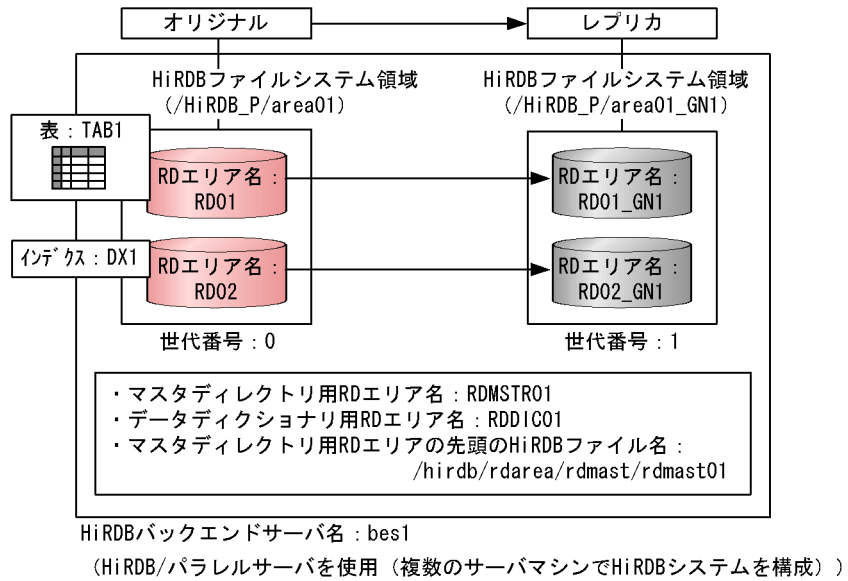 オリジナル
レプリカ
HiRDBファイルシステム領域
(/HiRDB_P/area01)
HiRDBファイルシステム領域
(/HiRDB_P/area01_GN1)
表：TAB1
RDエリア名：
RD01
RDエリア名：
RD01_GN1
インデクス：DX1
RDエリア名：
RD02
RDエリア名：
RD02_GN1
世代番号：0
世代番号：1
・マスタディレクトリ用RDエリア名：RDMSTR01
・データディクショナリ用RDエリア名：RDDIC01
・マスタディレクトリ用RDエリアの先頭のHiRDBファイル名：
/hirdb/rdarea/rdmast/rdmast01
HiRDBバックエンドサーバ名：bes1
（HiRDB/パラレルサーバを使用（複数のサーバマシンでHiRDBシステムを構成））